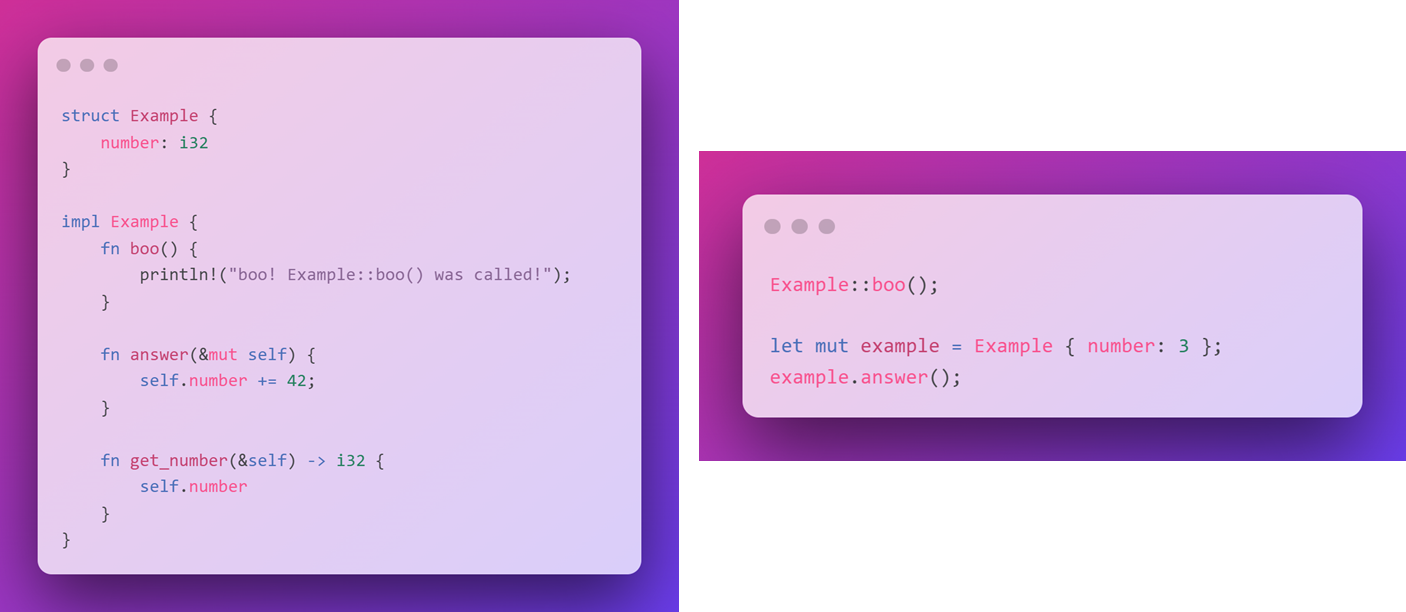 struct Example {
    number: i32
}

impl Example {
    fn boo() {
        println!("boo! Example::boo() was called!");
    }

    fn answer(&mut self) {
        self.number += 42;
    }

    fn get_number(&self) -> i32 {
        self.number
    }
}

Example::boo();

let mut example = Example { number: 3 };
example.answer();